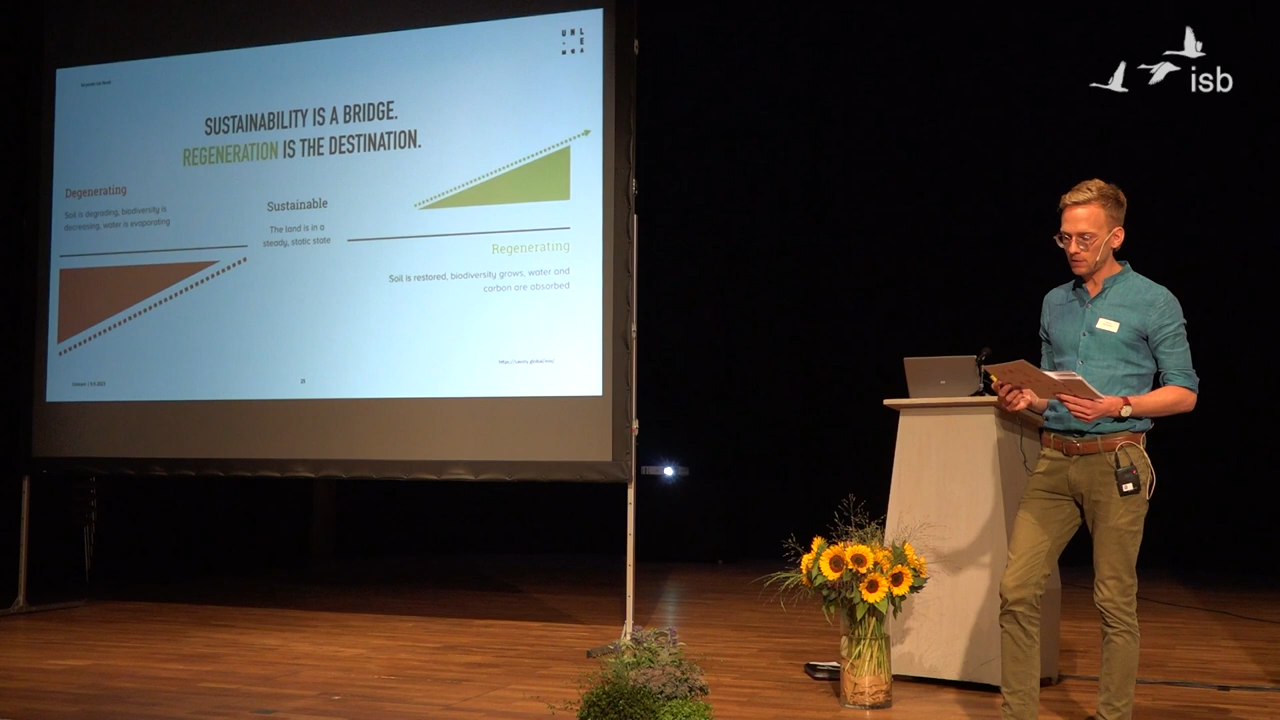 SUSTAINABILITY IS A BRIDGE.
REGENERATION IS THE DESTINATION.
Degenerating
Soil is degrading, biodiversity is
decreasing, water is evaporating
Sustainable
The land is in a
steady, static state
Regenerating
Soil is restored, biodiversity grows, water and
carbon are absorbed
isb